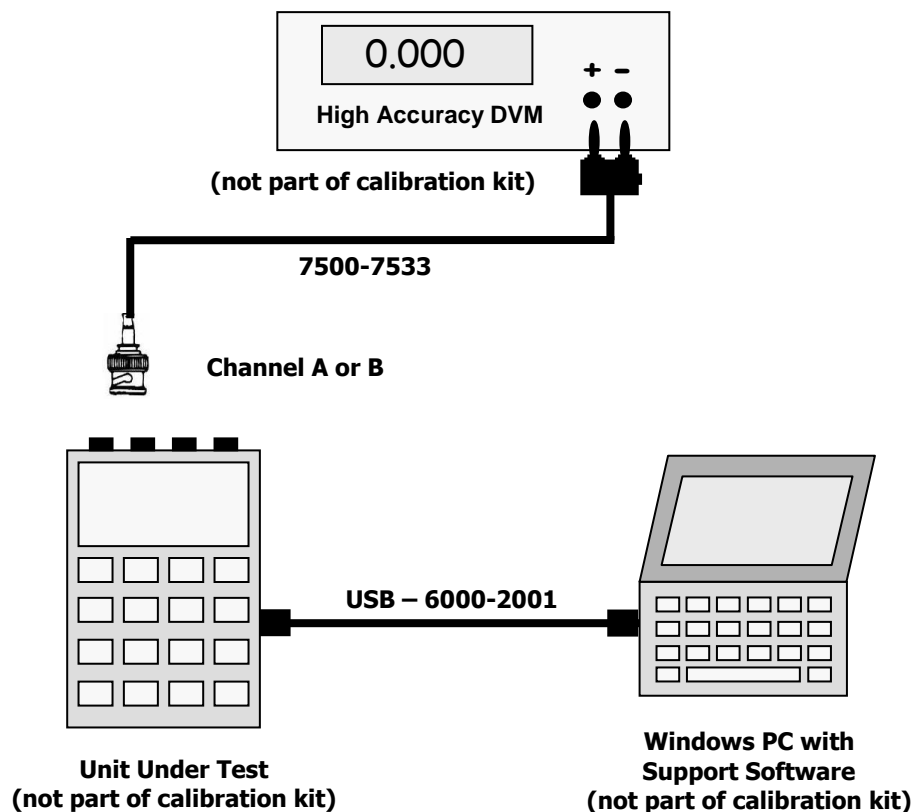 0.000
+ –
High Accuracy DVM
(not part of calibration kit)
7500-7533
Channel A or B
USB – 6000-2001
Unit Under Test
(not part of calibration kit)
Windows PC with
Support Software
(not part of calibration kit)